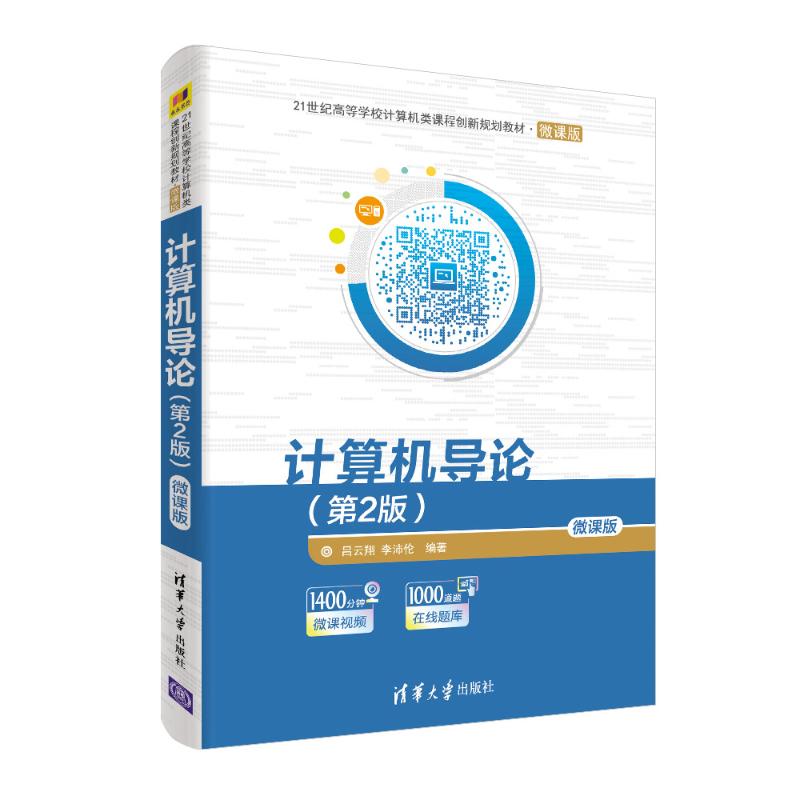 21世纪高等学校计算机类课程创新规划教材·微课版
计算机导论
（第2版）
微课版
吕云翔 李沛伦 编著
1400分钟
微课视频
1000道题
在线题库
清华大学出版社
21世纪高等学校计算机类
课程创新规划教材·微课版
计算机导论（第2版）微课版
清华大学出版社